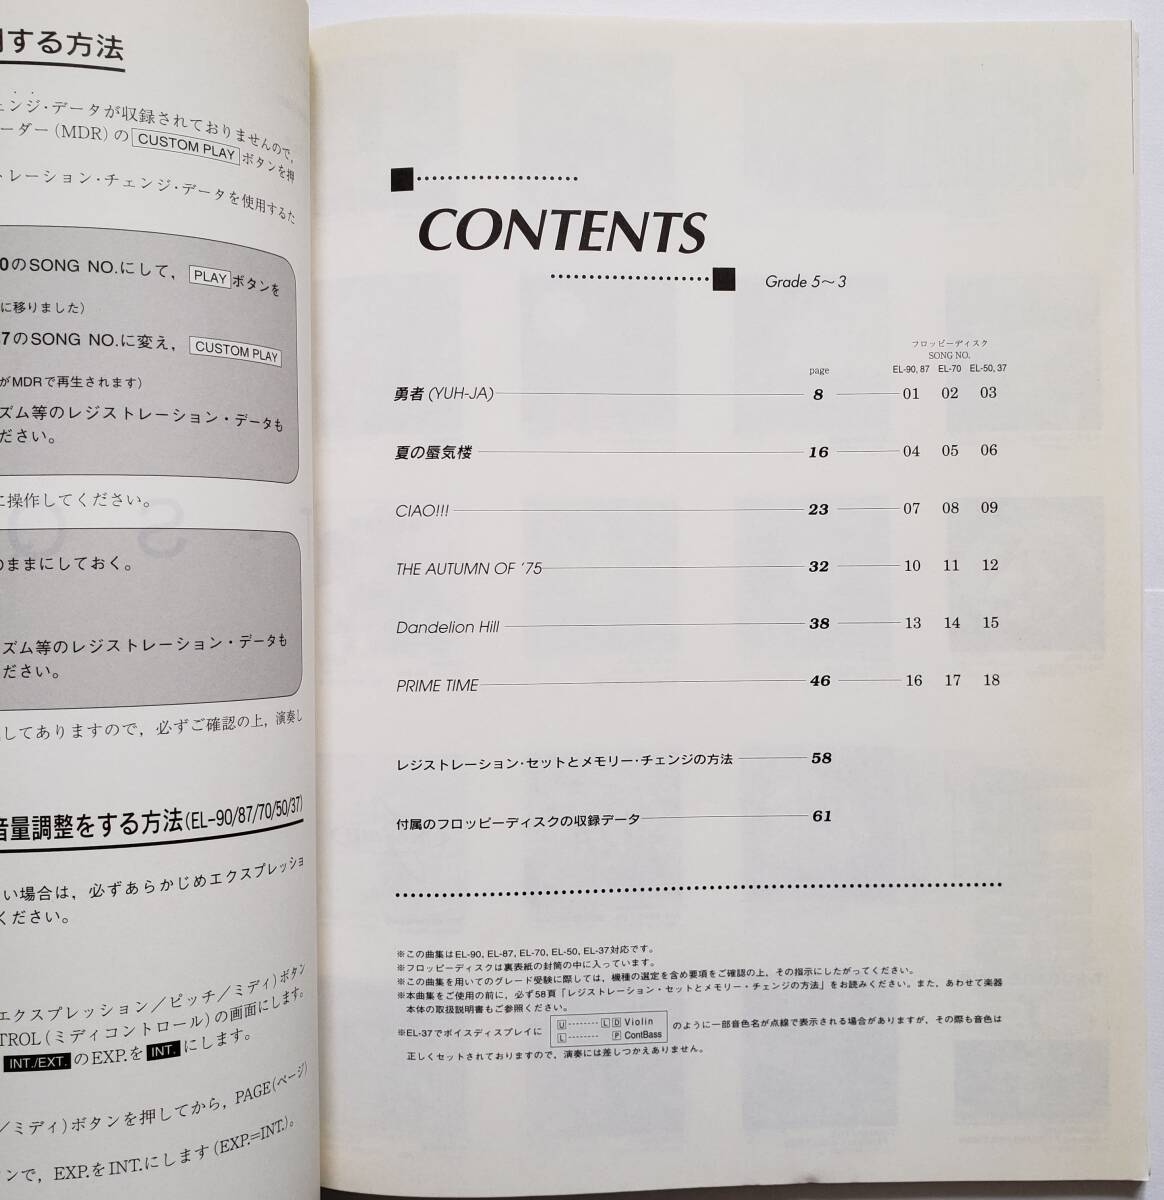 用する方法
ェンジ・データが収録されておりませんので,
ーダー(MDR)の CUSTOM PLAY ボタンを押
トレーション・チェンジ・データを使用するた
0のSONG NO.にして, PLAY ボタンを
に移りました)
7のSONG NO.に変え, CUSTOM PLAY
がMDRで再生されます)
ズム等のレジストレーション・データも
ださい。
に操作してください。
のままにしておく。
ズム等のレジストレーション・データも
ださい。
してありますので, 必ずご確認の上, 演奏し
音量調整をする方法(EL-90/87/70/50/37)
い場合は, 必ずあらかじめエクスプレッショ
ください。
エクスプレッション/ピッチ/ミディ)ボタン
TROL(ミディコントロール)の画面にします。
INT./EXT. のEXP.を INT. にします。
/ミディ)ボタンを押してから, PAGE(ページ)
ンで, EXP.をINT.にします(EXP.=INT.)。
CONTENTS
Grade 5~3
フロッピーディスク
SONG NO.
page EL-90, 87 EL-70 EL-50, 37
勇者 (YUH-JA) 8 01 02 03
夏の蜃気楼 16 04 05 06
CIAO!!! 23 07 08 09
THE AUTUMN OF '75 32 10 11 12
Dandelion Hill 38 13 14 15
PRIME TIME 46 16 17 18
レジストレーション・セットとメモリー・チェンジの方法 58
付属のフロッピーディスクの収録データ 61
※この曲集はEL-90, EL-87, EL-70, EL-50, EL-37対応です。
※フロッピーディスクは裏表紙の封筒の中に入っています。
※この曲集を用いてのグレード受験に際しては, 機種の選定を含め要項をご確認の上, その指示にしたがってください。
※本曲集をご使用の前に, 必ず58頁「レジストレーション・セットとメモリー・チェンジの方法」をお読みください。また, あわせて楽器
本体の取扱説明書もご参照ください。
※EL-37でボイスディスプレイに U -------- L D Violin のように一部音色名が点線で表示される場合がありますが, その際も音色は
L -------- P ContBass
正しくセットされておりますので, 演奏には差しつかえありません。